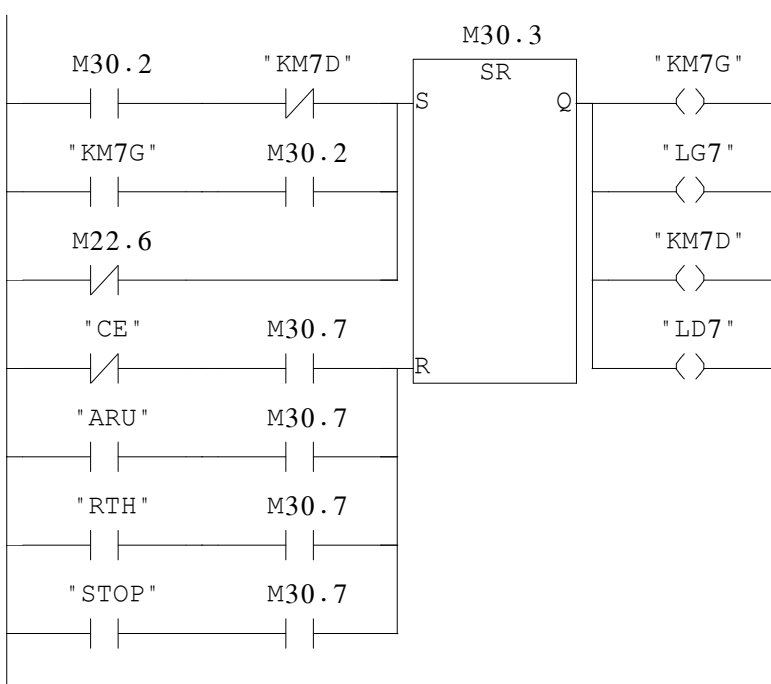 M30.3
M30.2 "KM7D" SR "KM7G"
S Q
"KM7G" M30.2 "LG7"
M22.6 "KM7D"
"CE" M30.7 "LD7"
R
"ARU" M30.7
"RTH" M30.7
"STOP" M30.7